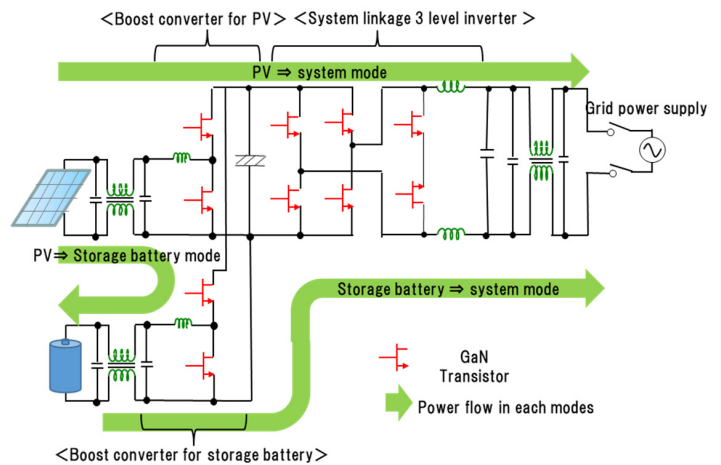 <Boost converter for PV>
<System linkage 3 level inverter >
PV ⇒ system mode
Grid power supply
PV⇒ Storage battery mode
Storage battery ⇒ system mode
GaN
Transistor
Power flow in each modes
<Boost converter for storage battery>